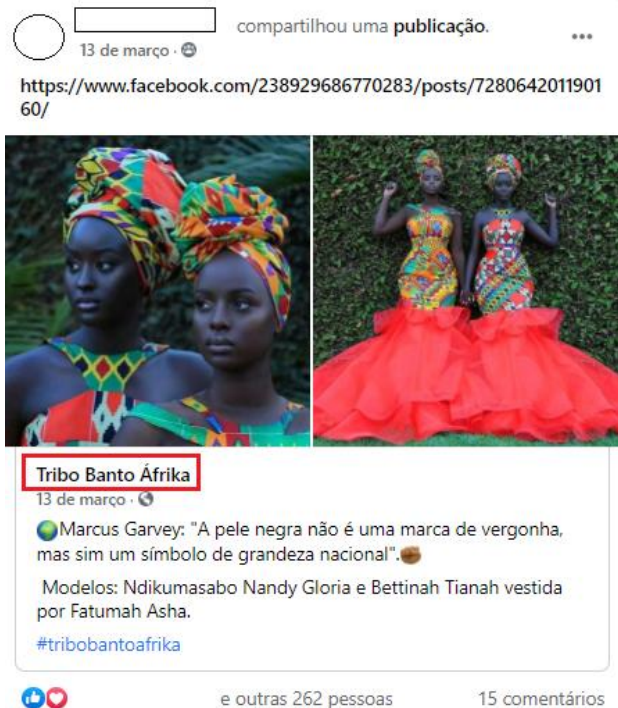 compartilhou uma publicação.
13 de março ·
https://www.facebook.com/238929686770283/posts/7280642011901
60/
Tribo Banto Áfrika
13 de março ·
Marcus Garvey: "A pele negra não é uma marca de vergonha,
mas sim um símbolo de grandeza nacional".
Modelos: Ndikumasabo Nandy Gloria e Bettinah Tianah vestida
por Fatumah Asha.
#tribobantoafrika
e outras 262 pessoas 15 comentários